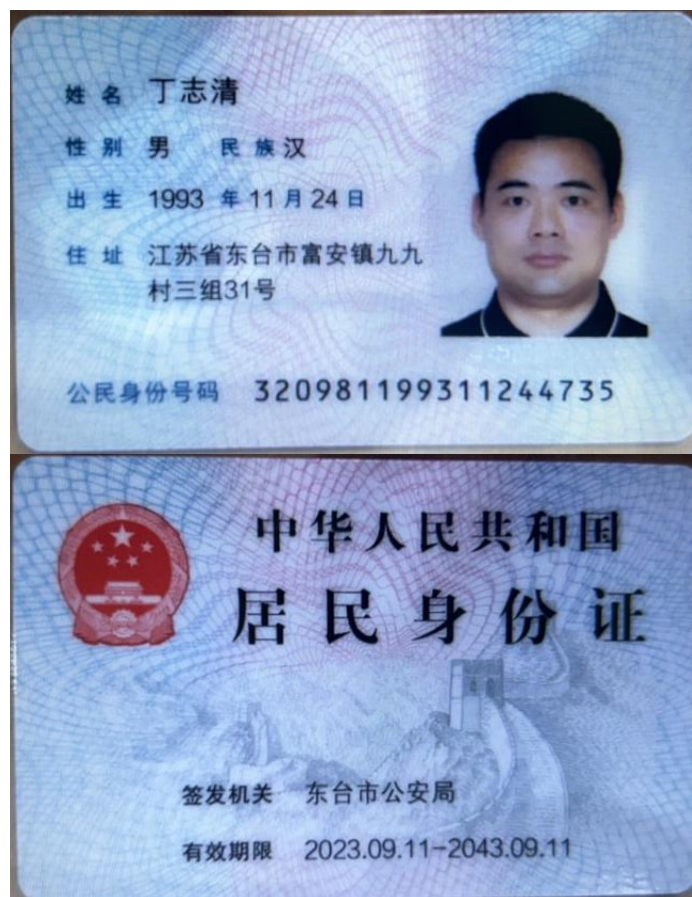 姓名 丁志清
性别 男 民族 汉
出生 1993 年 11 月 24 日
住址 江苏省东台市富安镇九九
村三组31号
公民身份号码 320981199311244735
中华人民共和国
居民身份证
签发机关 东台市公安局
有效期限 2023.09.11-2043.09.11